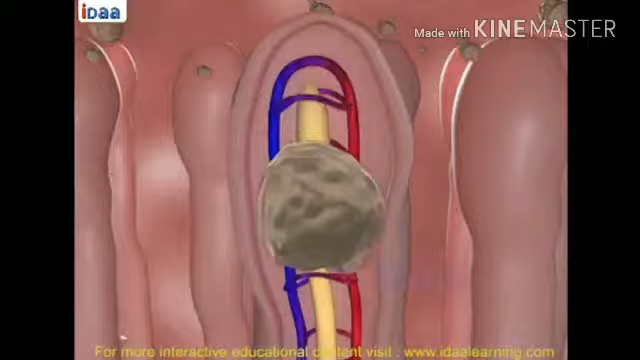 iDaa
Made with KINEMASTER
For more interactive educational content visit : www.idaalearning.com